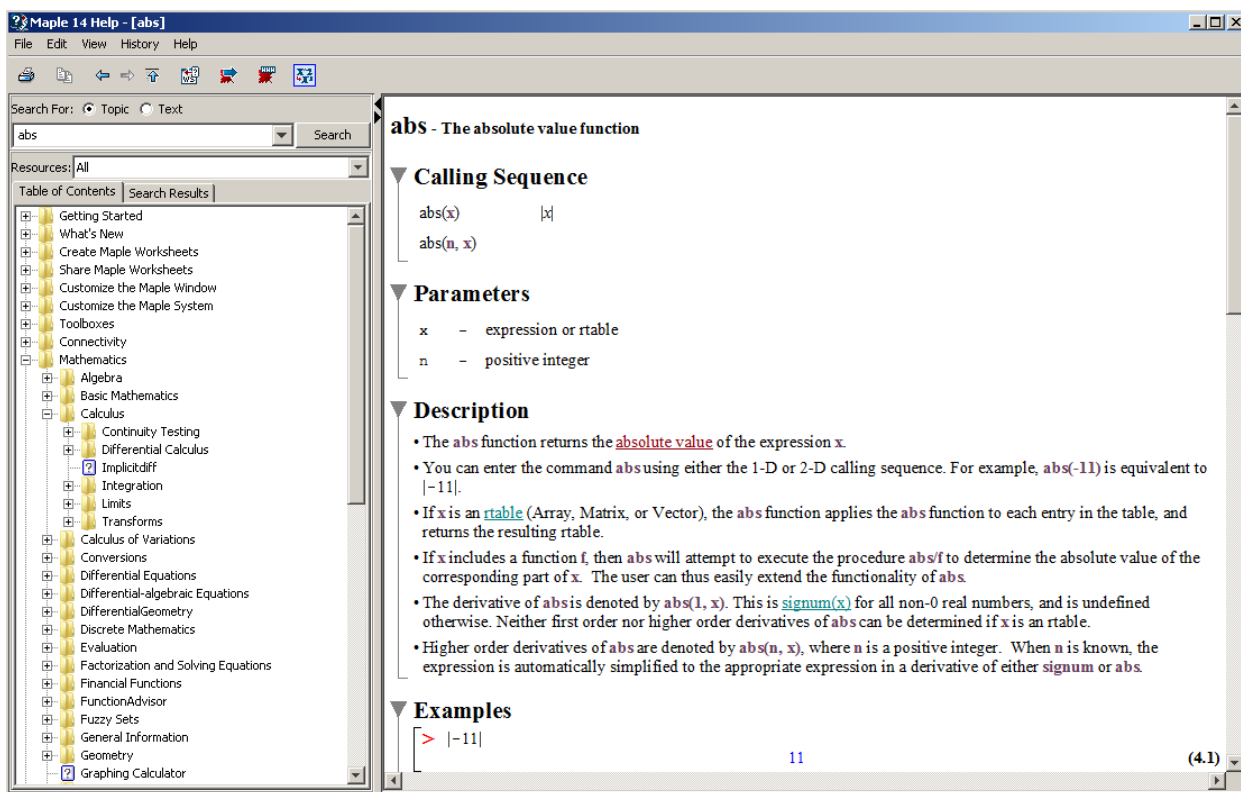 Maple 14 Help - [abs]
File Edit View History Help
Search For: Topic Text
abs Search
Resources: All
Table of Contents Search Results
Getting Started
What's New
Create Maple Worksheets
Share Maple Worksheets
Customize the Maple Window
Customize the Maple System
Toolboxes
Connectivity
Mathematics
Algebra
Basic Mathematics
Calculus
Continuity Testing
Differential Calculus
Implicitdiff
Integration
Limits
Transforms
Calculus of Variations
Conversions
Differential Equations
Differential-algebraic Equations
DifferentialGeometry
Discrete Mathematics
Evaluation
Factorization and Solving Equations
Financial Functions
FunctionAdvisor
Fuzzy Sets
General Information
Geometry
Graphing Calculator
abs - The absolute value function
Calling Sequence
abs(x) |x|
abs(n, x)
Parameters
x – expression or rtable
n – positive integer
Description
• The abs function returns the absolute value of the expression x.
• You can enter the command abs using either the 1-D or 2-D calling sequence. For example, abs(-11) is equivalent to
|-11|.
• If x is an rtable (Array, Matrix, or Vector), the abs function applies the abs function to each entry in the table, and
returns the resulting rtable.
• If x includes a function f, then abs will attempt to execute the procedure abs/f to determine the absolute value of the
corresponding part of x. The user can thus easily extend the functionality of abs.
• The derivative of abs is denoted by abs(1, x). This is signum(x) for all non-0 real numbers, and is undefined
otherwise. Neither first order nor higher order derivatives of abs can be determined if x is an rtable.
• Higher order derivatives of abs are denoted by abs(n, x), where n is a positive integer. When n is known, the
expression is automatically simplified to the appropriate expression in a derivative of either signum or abs.
Examples
> |-11|
11 (4.1)